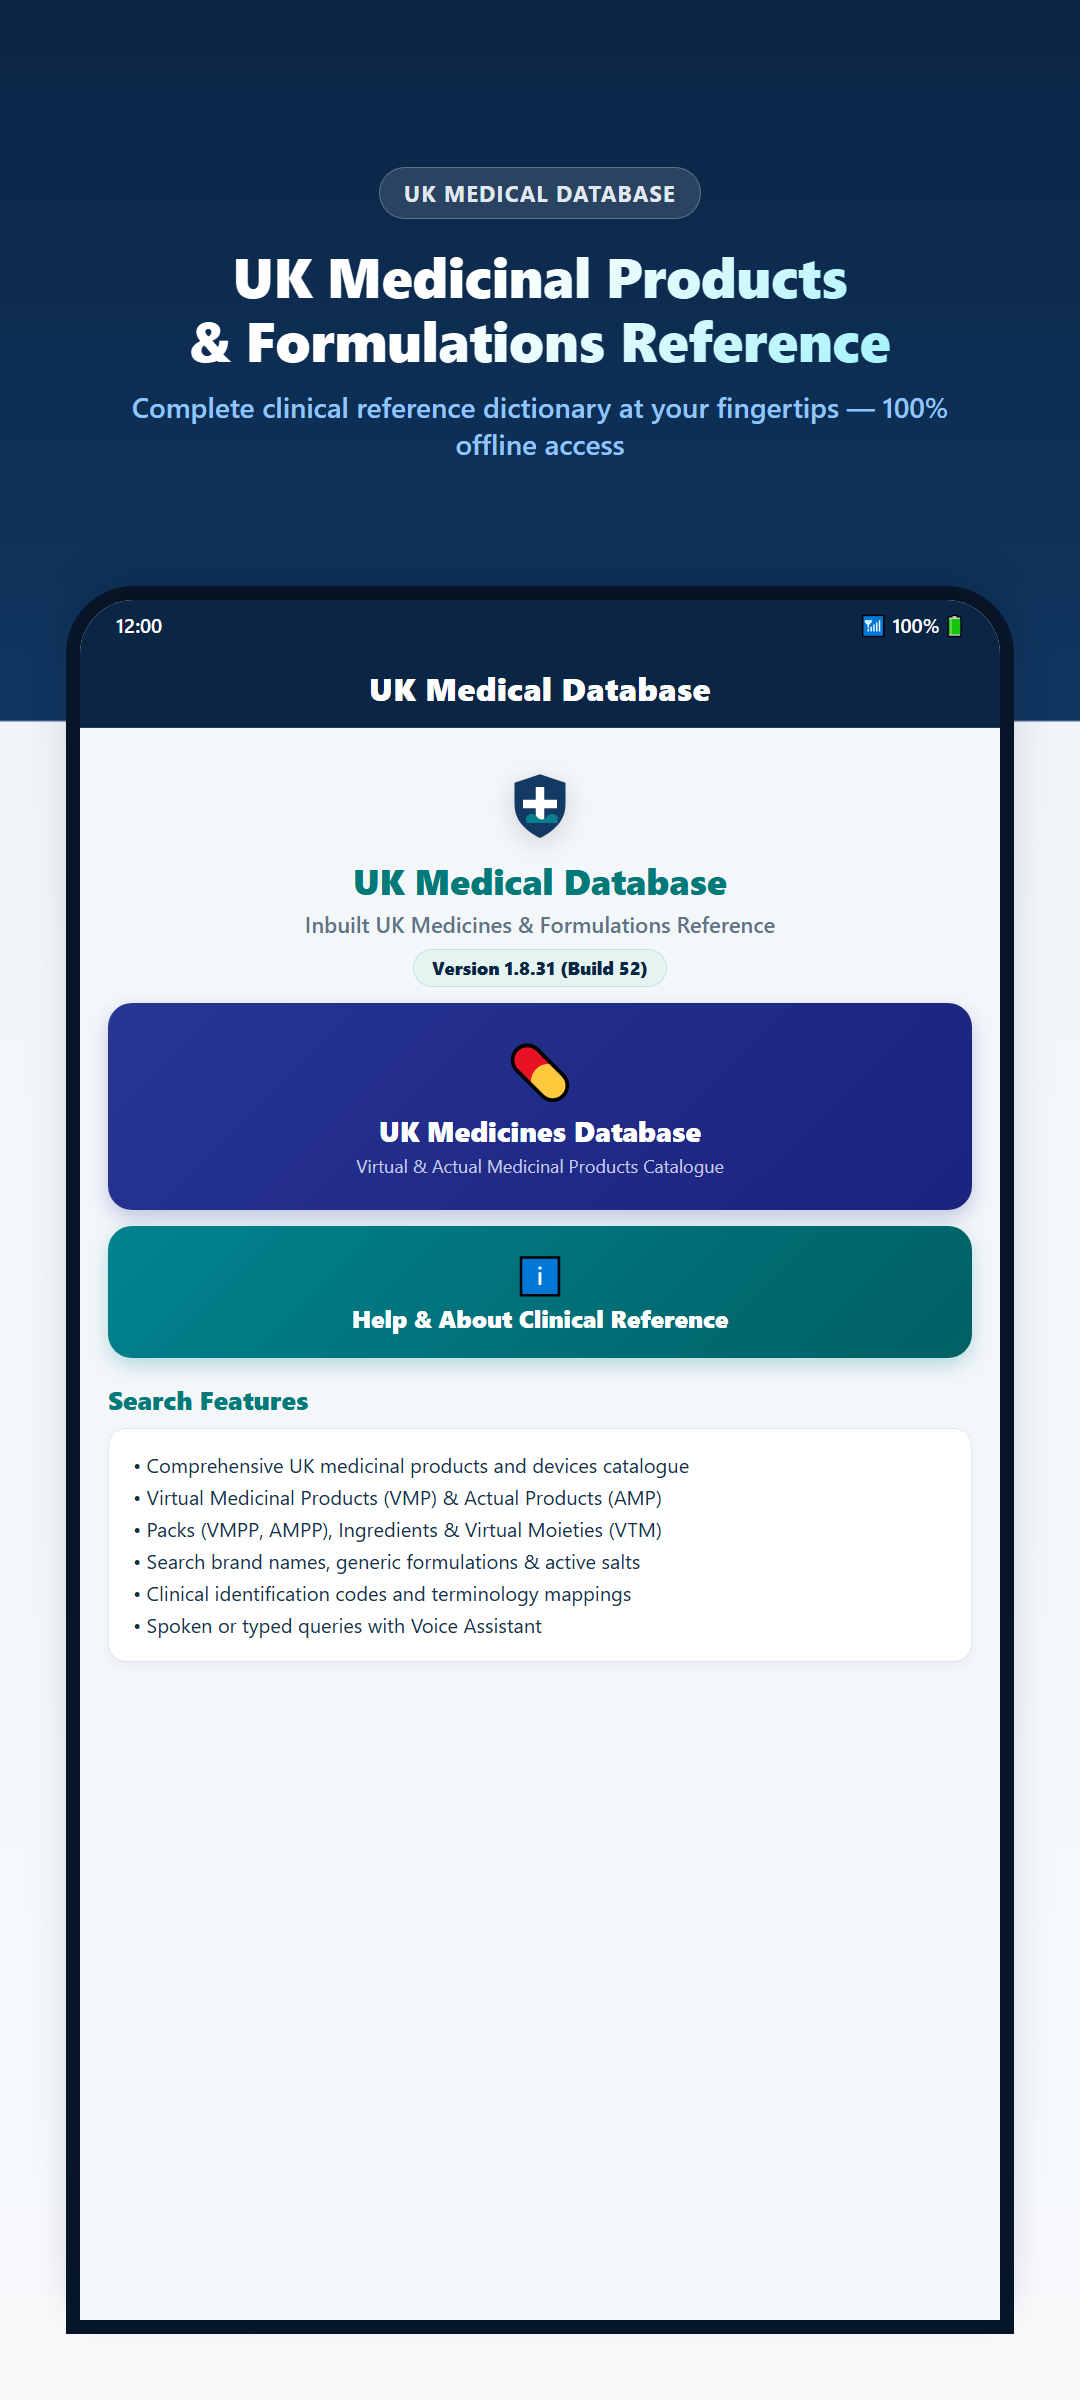 UK MEDICAL DATABASE
UK Medicinal Products
& Formulations Reference
Complete clinical reference dictionary at your fingertips — 100%
offline access
12:00
100%
UK Medical Database
UK Medical Database
Inbuilt UK Medicines & Formulations Reference
Version 1.8.31 (Build 52)
UK Medicines Database
Virtual & Actual Medicinal Products Catalogue
i
Help & About Clinical Reference
Search Features
• Comprehensive UK medicinal products and devices catalogue
• Virtual Medicinal Products (VMP) & Actual Products (AMP)
• Packs (VMPP, AMPP), Ingredients & Virtual Moieties (VTM)
• Search brand names, generic formulations & active salts
• Clinical identification codes and terminology mappings
• Spoken or typed queries with Voice Assistant